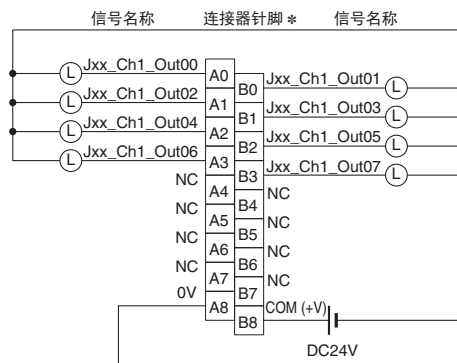 信号名称 连接器针脚＊ 信号名称
Jxx_Ch1_Out00
L
A0
Jxx_Ch1_Out01
B0
L
Jxx_Ch1_Out02
L
A1
Jxx_Ch1_Out03
B1
L
Jxx_Ch1_Out04
L
A2
Jxx_Ch1_Out05
B2
L
Jxx_Ch1_Out06
L
A3
Jxx_Ch1_Out07
B3
L
NC
A4
NC
B4
NC
A5
NC
B5
NC
A6
NC
B6
NC
A7
NC
B7
0V
A8
COM (+V)
B8
DC24V